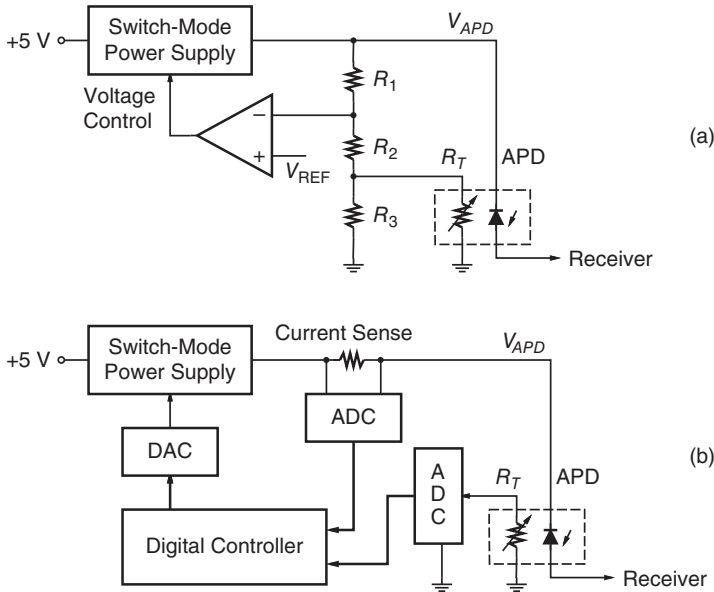 Switch-Mode
Power Supply
+5 V
V_APD
R_1
Voltage
Control
−
+
V_REF
R_2
R_T
APD
(a)
R_3
Receiver
Switch-Mode
Power Supply
+5 V
Current Sense
V_APD
ADC
DAC
ADC
R_T
APD
(b)
Digital Controller
Receiver